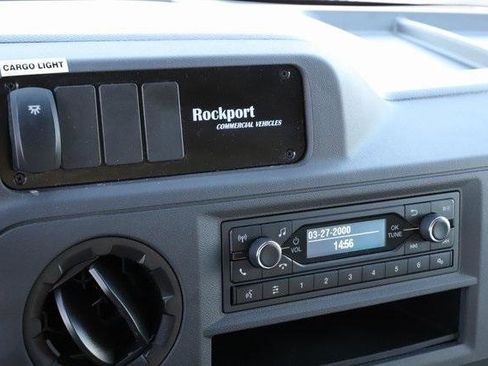 CARGO LIGHT
Rockport
COMMERCIAL VEHICLES
03-27-2000
14:56
VOL
OK
TUNE
1 2 3 4 5 6